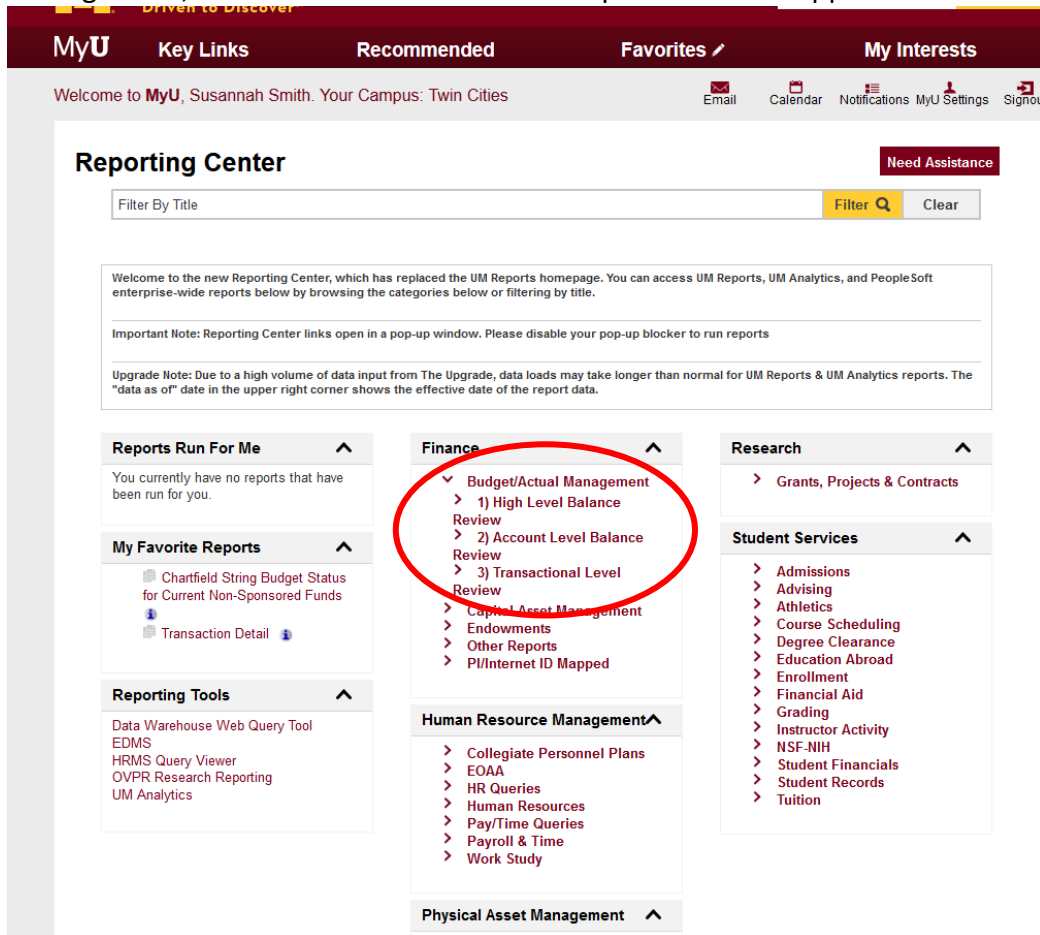 Driven to Discover
MyU Key Links Recommended Favorites My Interests
Welcome to MyU, Susannah Smith. Your Campus: Twin Cities
Email Calendar Notifications MyU Settings Signou
Reporting Center
Need Assistance
Filter By Title
Filter Clear
Welcome to the new Reporting Center, which has replaced the UM Reports homepage. You can access UM Reports, UM Analytics, and PeopleSoft
enterprise-wide reports below by browsing the categories below or filtering by title.
Important Note: Reporting Center links open in a pop-up window. Please disable your pop-up blocker to run reports
Upgrade Note: Due to a high volume of data input from The Upgrade, data loads may take longer than normal for UM Reports & UM Analytics reports. The
"data as of" date in the upper right corner shows the effective date of the report data.
Reports Run For Me
You currently have no reports that have
been run for you.
My Favorite Reports
Chartfield String Budget Status
for Current Non-Sponsored Funds
Transaction Detail
Reporting Tools
Data Warehouse Web Query Tool
EDMS
HRMS Query Viewer
OVPR Research Reporting
UM Analytics
Finance
Budget/Actual Management
1) High Level Balance
Review
2) Account Level Balance
Review
3) Transactional Level
Review
Capital Asset Management
Endowments
Other Reports
PI/Internet ID Mapped
Human Resource Management
Collegiate Personnel Plans
EOAA
HR Queries
Human Resources
Pay/Time Queries
Payroll & Time
Work Study
Physical Asset Management
Research
Grants, Projects & Contracts
Student Services
Admissions
Advising
Athletics
Course Scheduling
Degree Clearance
Education Abroad
Enrollment
Financial Aid
Grading
Instructor Activity
NSF-NIH
Student Financials
Student Records
Tuition